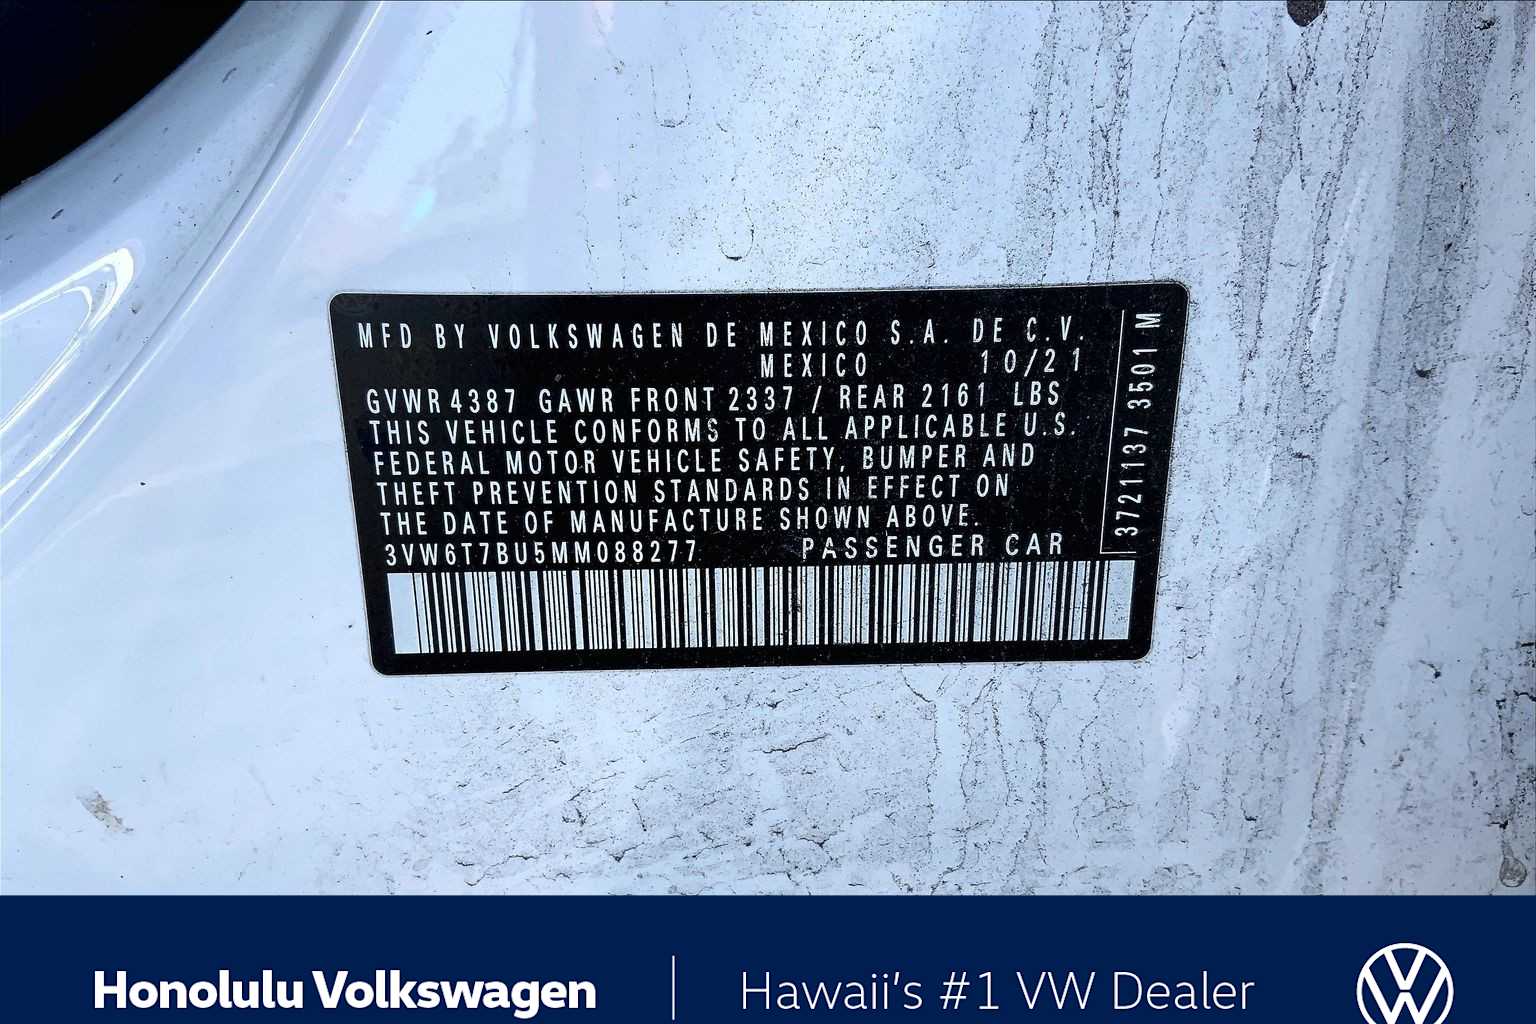 MFD BY VOLKSWAGEN DE MEXICO S.A. DE C.V.
MEXICO 10/21
GVWR 4387 GAWR FRONT 2337 / REAR 2161 LBS
THIS VEHICLE CONFORMS TO ALL APPLICABLE U.S.
FEDERAL MOTOR VEHICLE SAFETY, BUMPER AND
THEFT PREVENTION STANDARDS IN EFFECT ON
THE DATE OF MANUFACTURE SHOWN ABOVE.
3VW6T7BU5MM088277 PASSENGER CAR
3721137 3501 M
Honolulu Volkswagen
Hawaii's #1 VW Dealer